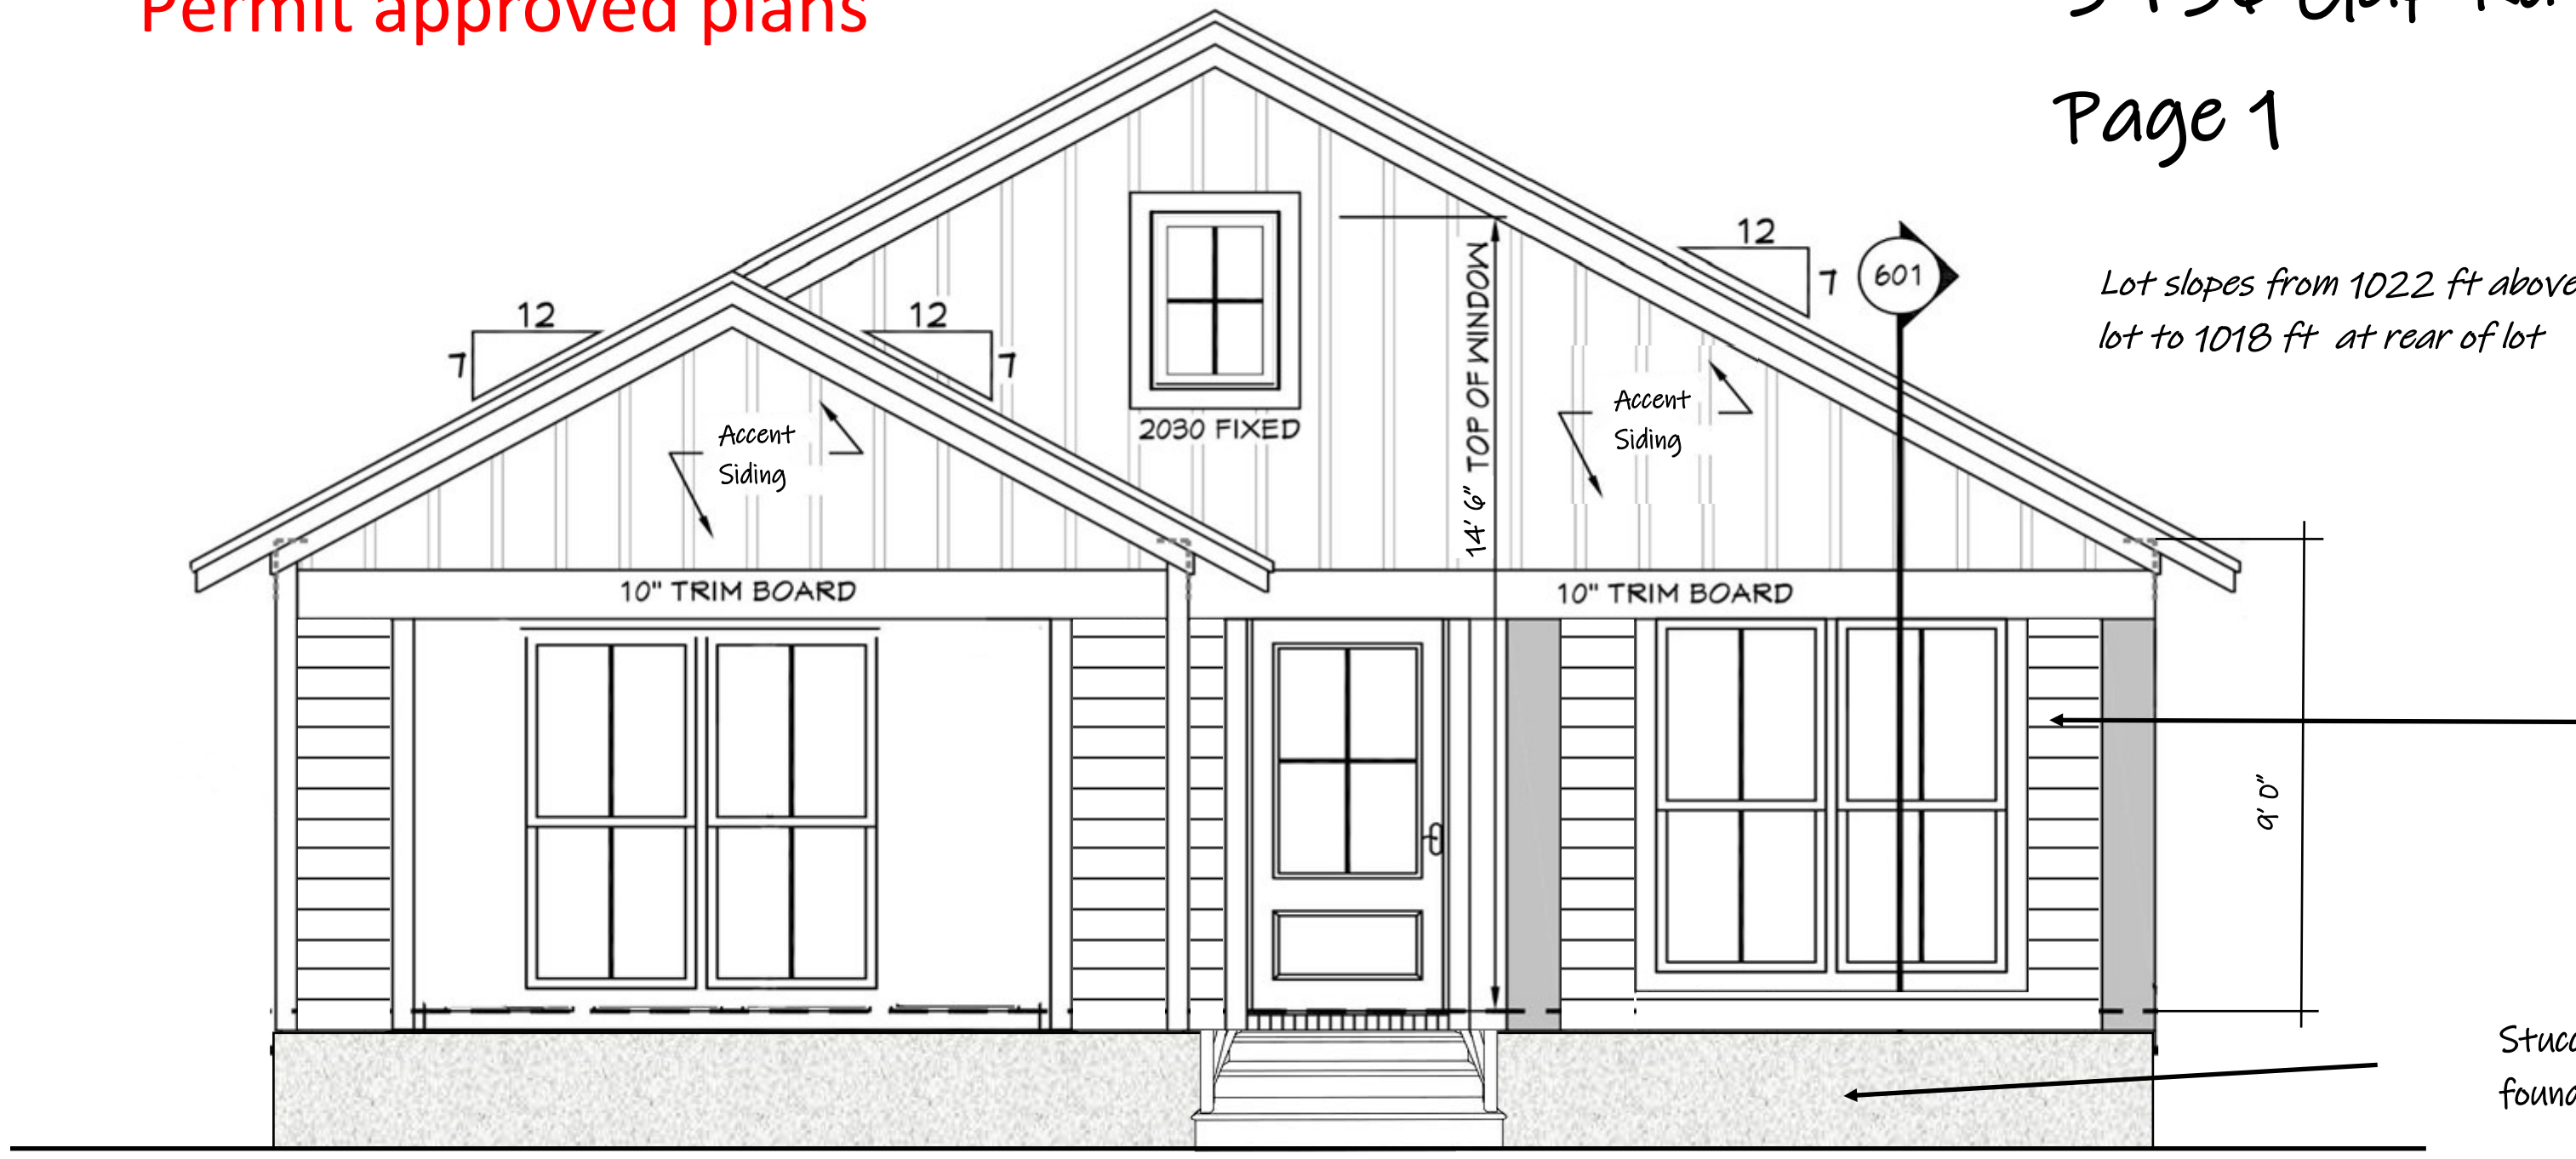 Permit approved plans
Page 1
12
7
601
Lot slopes from 1022 ft above
lot to 1018 ft at rear of lot
12
7
12
7
2030 FIXED
14' 6" TOP OF WINDOW
Accent
Siding
Accent
Siding
10" TRIM BOARD
10" TRIM BOARD
9' 0"